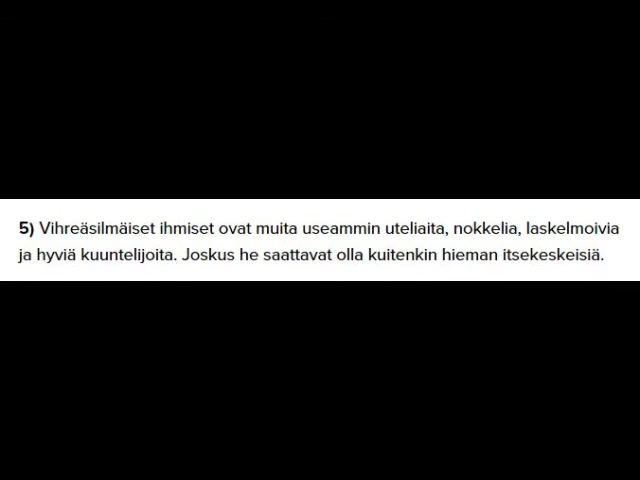 5) Vihreäsilmäiset ihmiset ovat muita useammin uteliaita, nokkelia, laskelmoivia
ja hyviä kuuntelijoita. Joskus he saattavat olla kuitenkin hieman itsekeskeisiä.